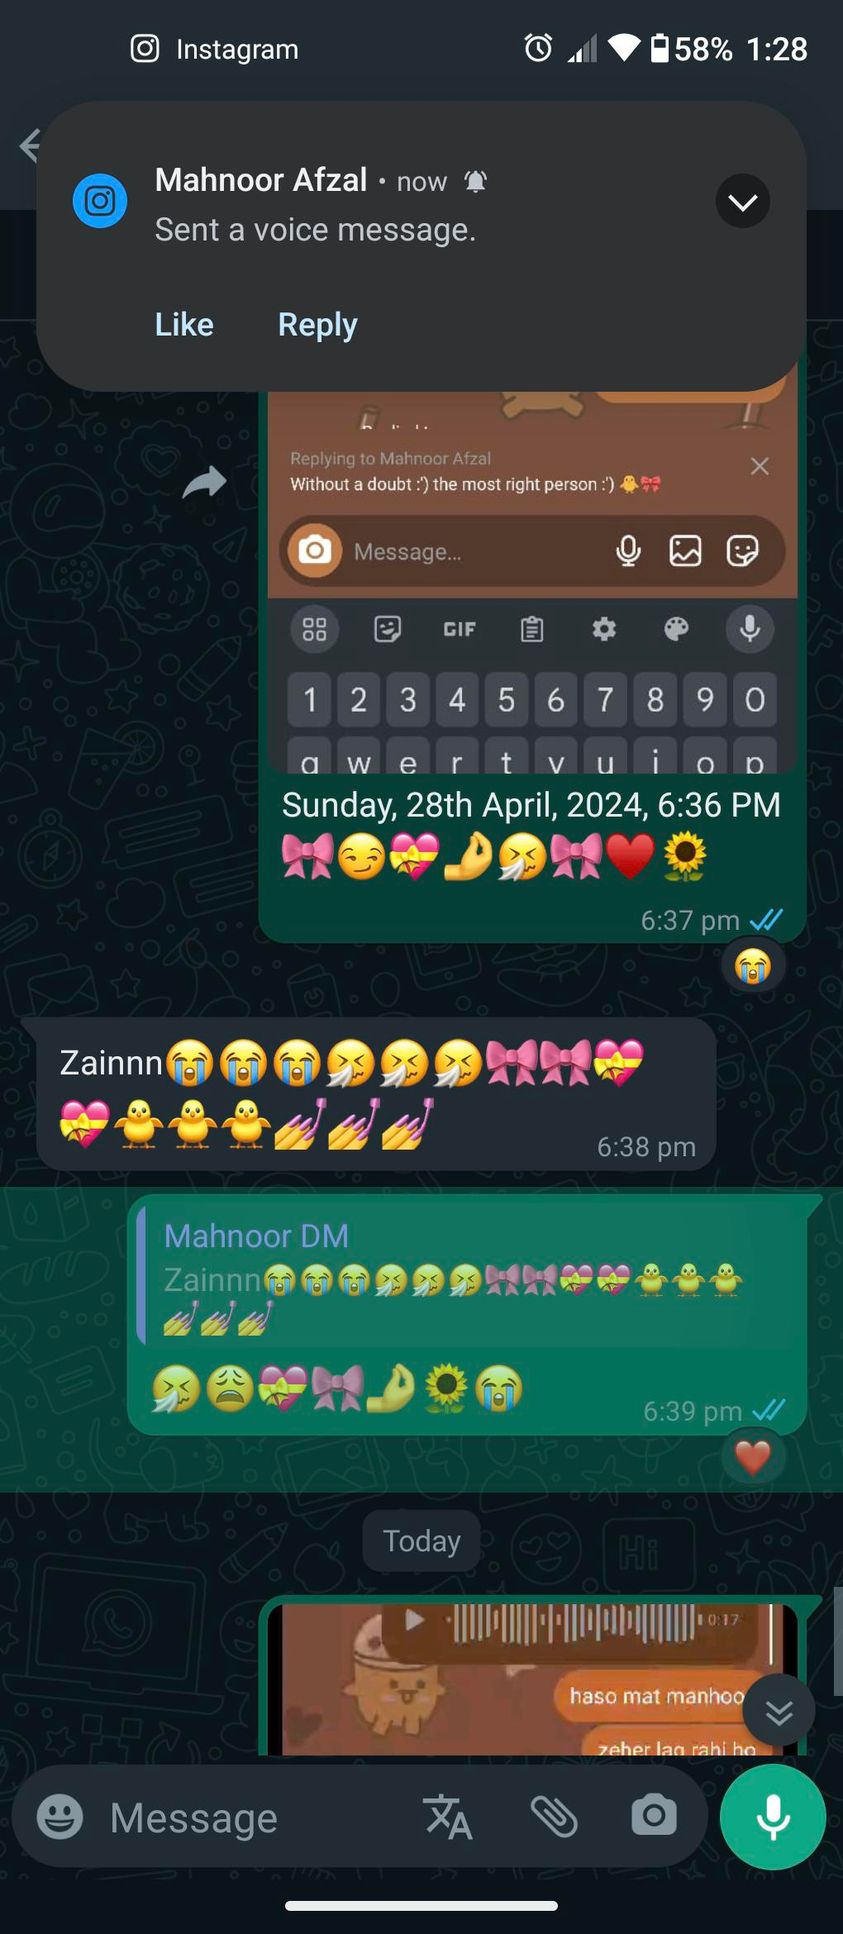 Instagram
58% 1:28
Mahnoor Afzal • now
Sent a voice message.
Like Reply
Replying to Mahnoor Afzal
Without a doubt :') the most right person :') 🐥🎀
Message...
GIF
1 2 3 4 5 6 7 8 9 0
q w e r t y u i o p
Sunday, 28th April, 2024, 6:36 PM
🎀😏💝🤌🤧🎀♥️🌻
6:37 pm
😭
Zainnn😭😭😭🤧🤧🤧🎀🎀💝
💝🐥🐥🐥💅💅💅
6:38 pm
Mahnoor DM
Zainnn😭😭😭🤧🤧🤧🎀🎀💝💝🐥🐥🐥
💅💅💅
🤧😩💝🎀🤌🌻😭
6:39 pm
❤️
Today
0:17
haso mat manhoo
zeher lag rahi ho
Message